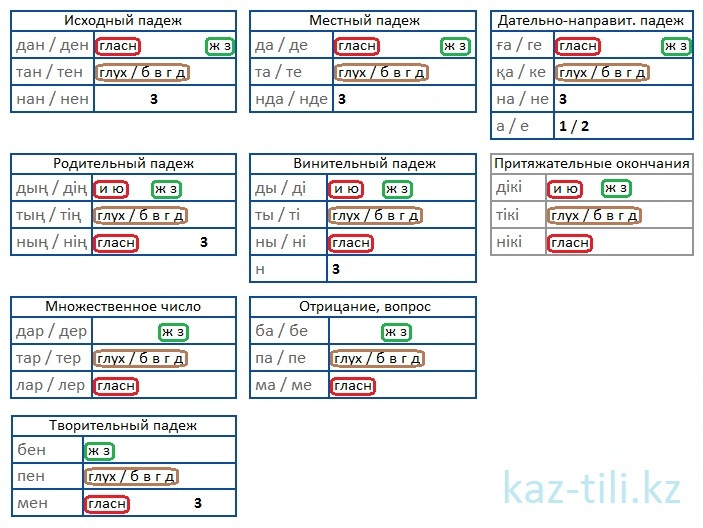 Исходный падеж
дан / ден гласн ж з
тан / тен глух / б в г д
нан / нен 3
Местный падеж
да / де гласн ж з
та / те глух / б в г д
нда / нде 3
Дательно-направит. падеж
ға / ге гласн ж з
қа / ке глух / б в г д
на / не 3
а / е 1 / 2
Родительный падеж
дың / дің и ю ж з
тың / тің глух / б в г д
ның / нің гласн 3
Винительный падеж
ды / ді и ю ж з
ты / ті глух / б в г д
ны / ні гласн
н 3
Притяжательные окончания
дікі и ю ж з
тікі глух / б в г д
нікі гласн
Множественное число
дар / дер ж з
тар / тер глух / б в г д
лар / лер гласн
Отрицание, вопрос
ба / бе ж з
па / пе глух / б в г д
ма / ме гласн
Творительный падеж
бен ж з
пен глух / б в г д
мен гласн 3
kaz-tili.kz